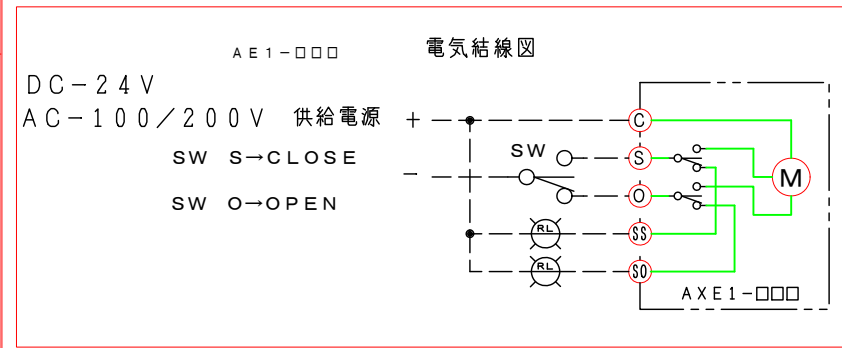 AE1-□□□ 電気結線図
DC-24V
AC-100/200V 供給電源 + C
SW S→CLOSE SW S
- M
SW O→OPEN O
RL SS
RL SO
AXE1-□□□